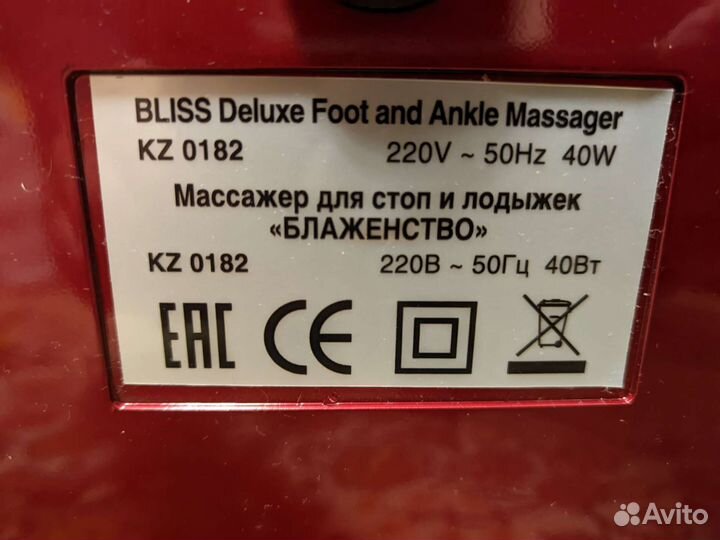 BLISS Deluxe Foot and Ankle Massager
KZ 0182 220V ~ 50Hz 40W
Массажер для стоп и лодыжек
«БЛАЖЕНСТВО»
KZ 0182 220В ~ 50Гц 40Вт
EAC CE
Avito